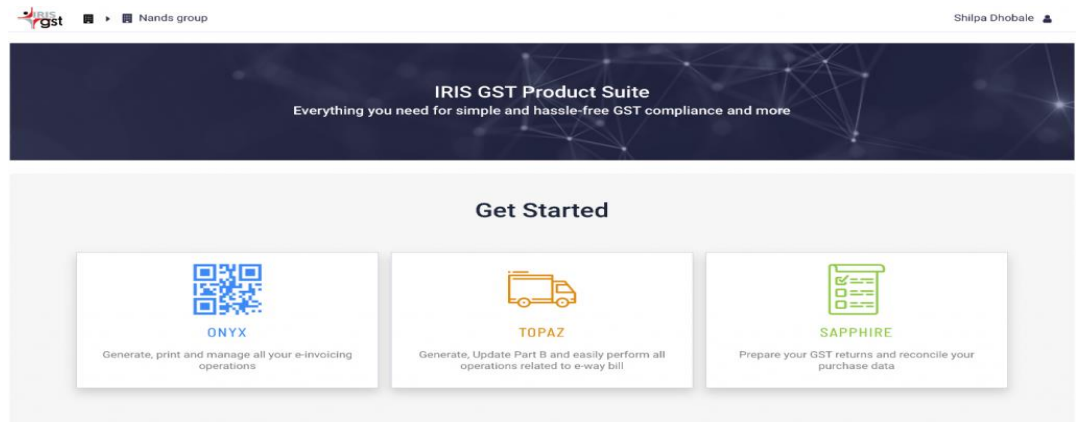 IRIS
gst
Nands group
Shilpa Dhobale
IRIS GST Product Suite
Everything you need for simple and hassle-free GST compliance and more
Get Started
ONYX
Generate, print and manage all your e-invoicing
operations
TOPAZ
Generate, Update Part B and easily perform all
operations related to e-way bill
SAPPHIRE
Prepare your GST returns and reconcile your
purchase data